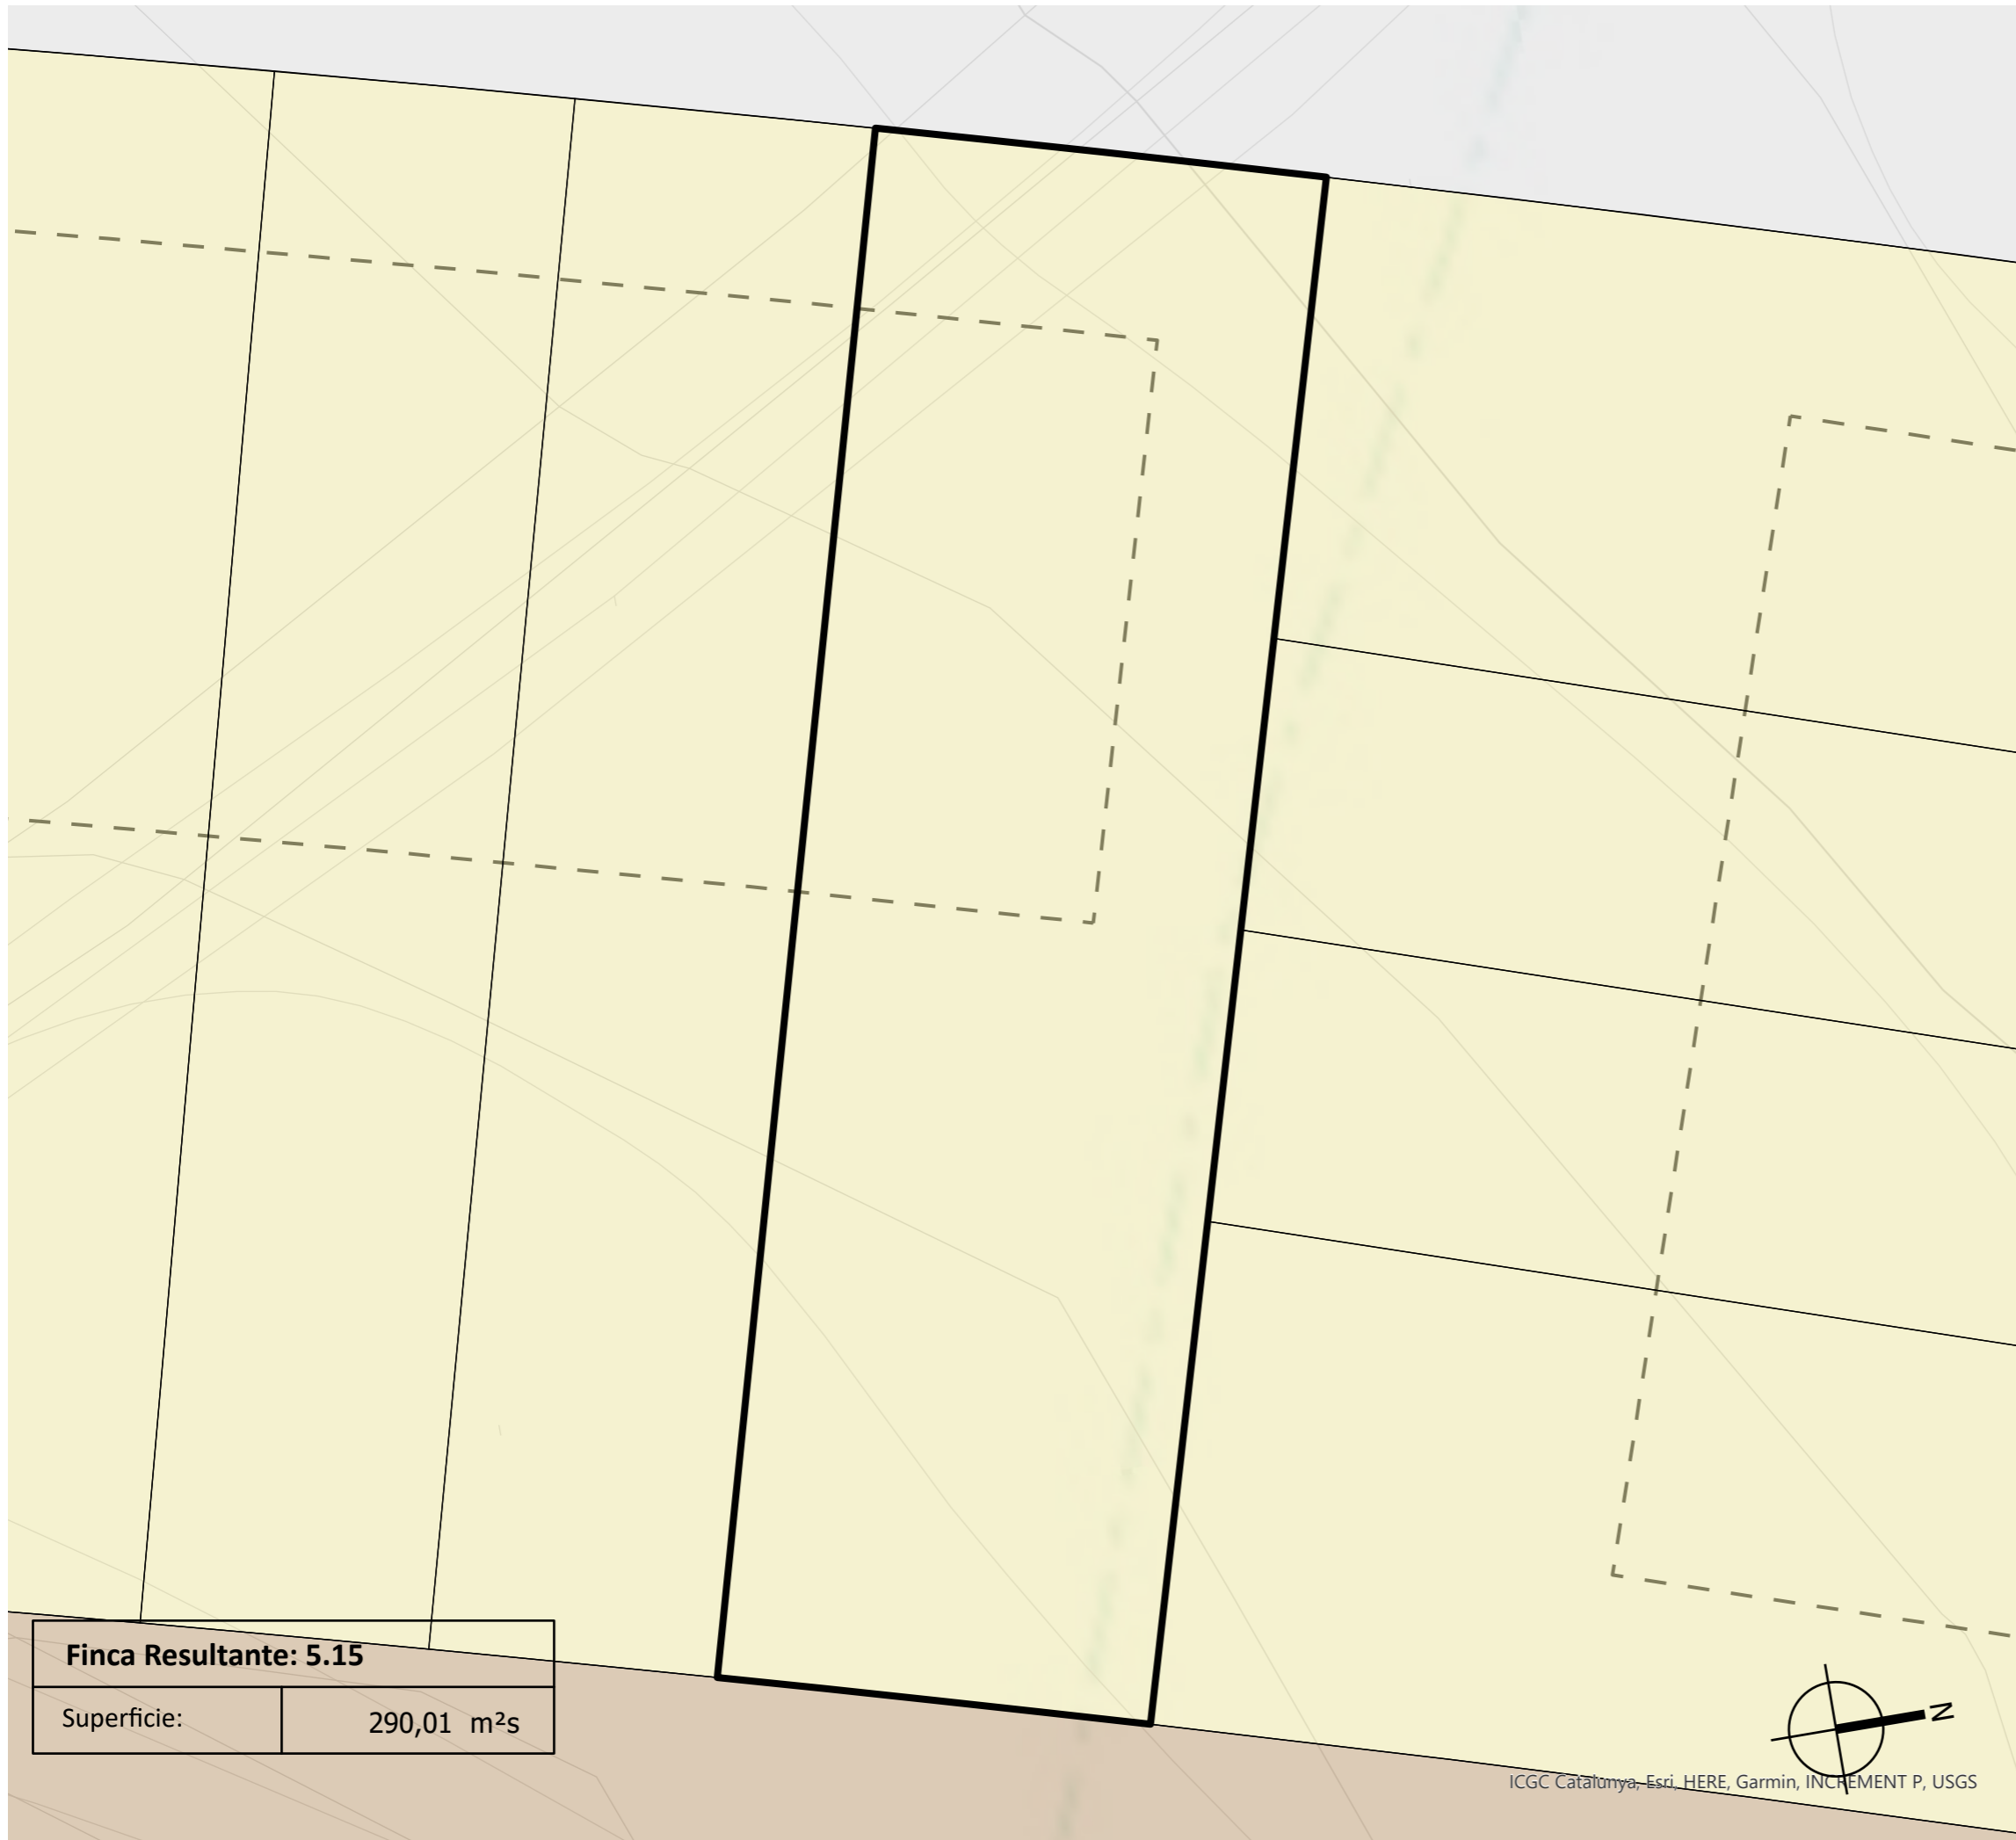 Finca Resultante: 5.15
Superficie: 290,01 m²s
N
ICGC Catalunya, Esri, HERE, Garmin, INCREMENT P, USGS